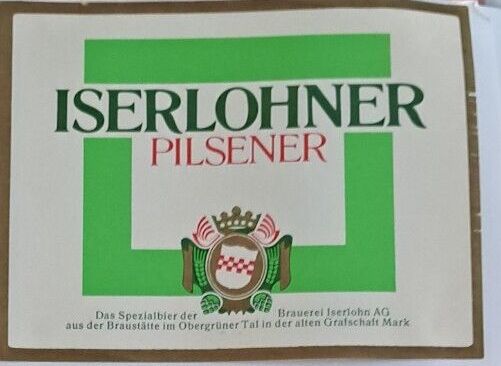 ISERLOHNER
PILSENER
Das Spezialbier der Brauerei Iserlohn AG
aus der Braustätte im Obergrüner Tal in der alten Grafschaft Mark